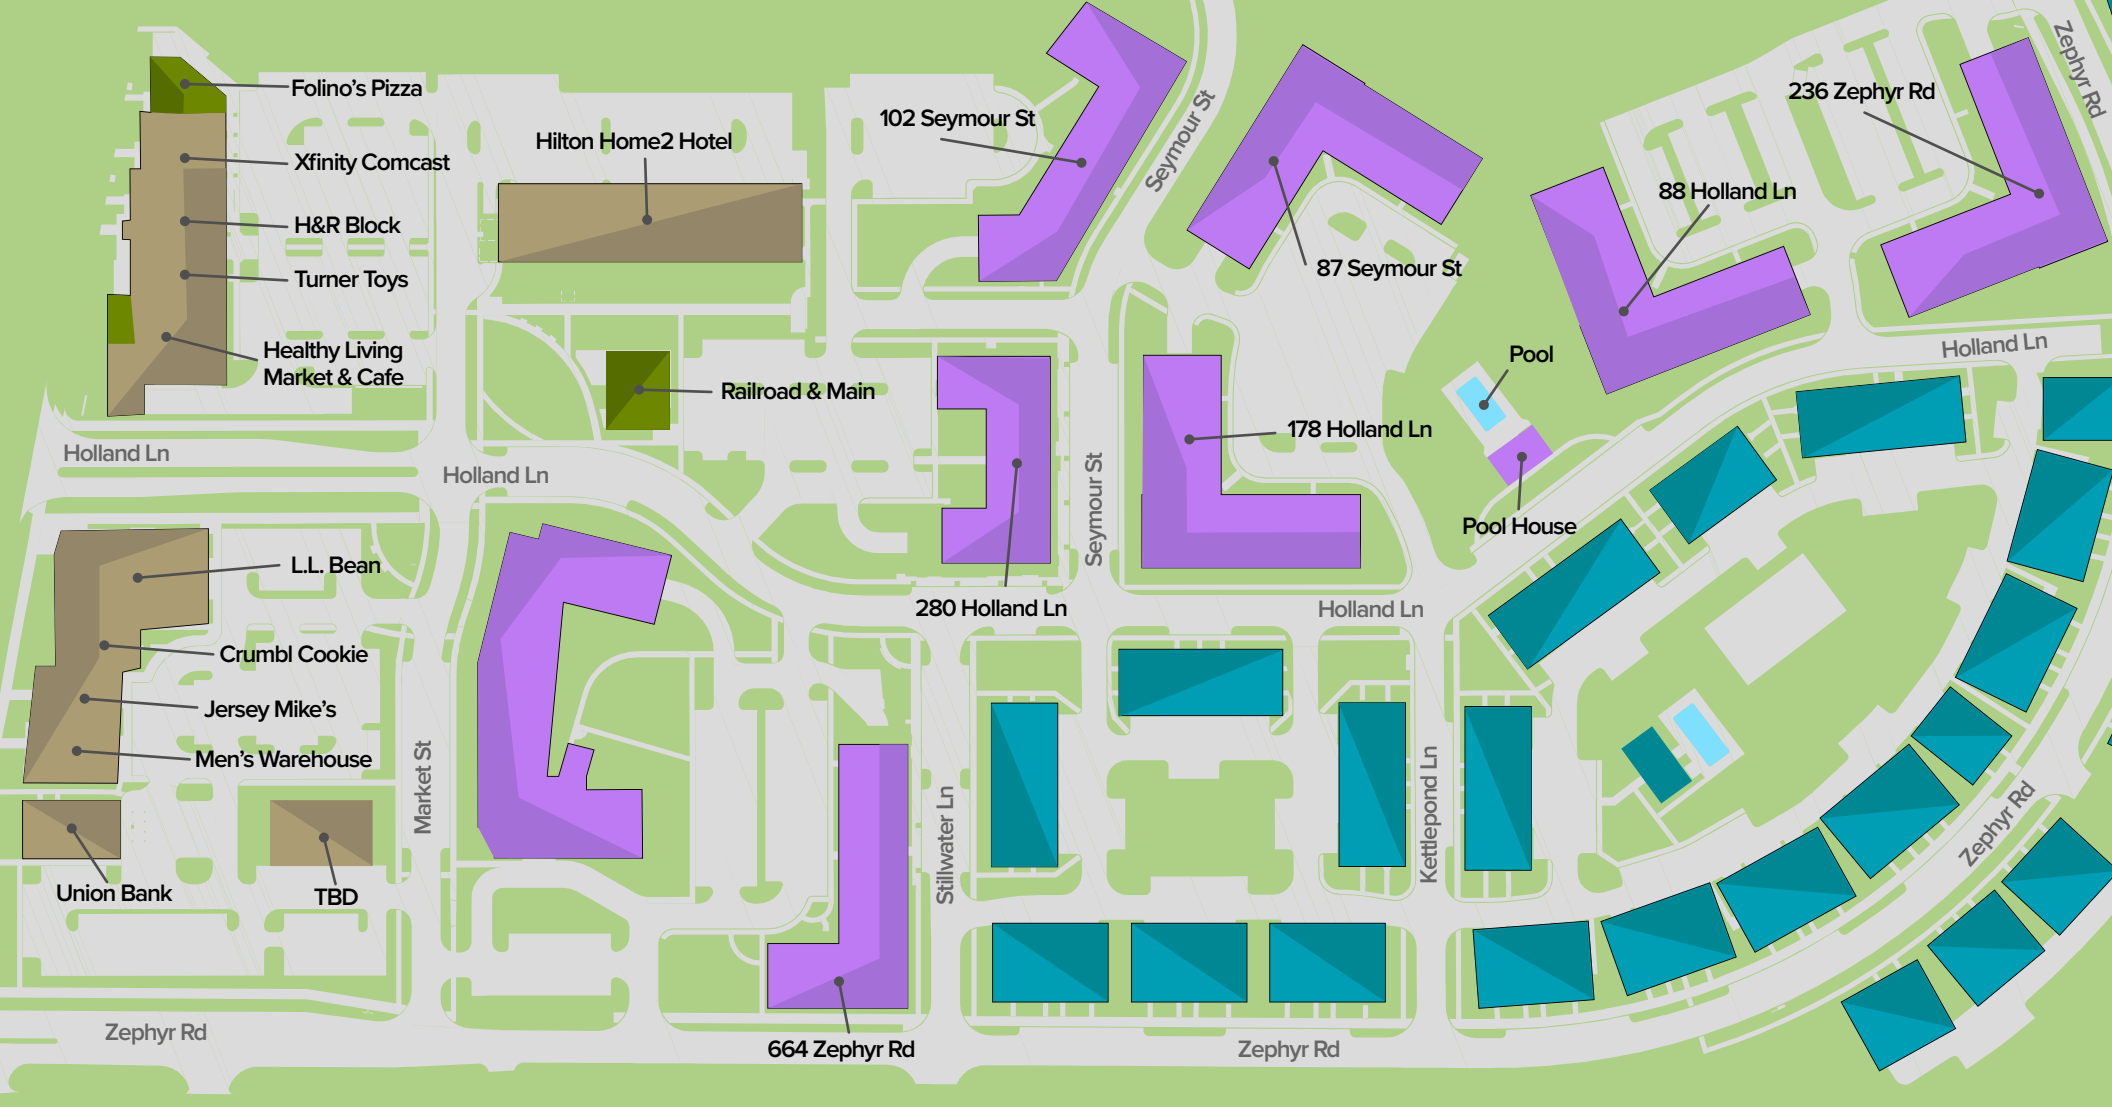 Folino's Pizza
Xfinity Comcast
H&R Block
Turner Toys
Healthy Living
Market & Cafe
Hilton Home2 Hotel
102 Seymour St
Seymour St
87 Seymour St
88 Holland Ln
236 Zephyr Rd
Zephyr Rd
Holland Ln
Pool
Pool House
Railroad & Main
178 Holland Ln
Holland Ln
Holland Ln
Seymour St
280 Holland Ln
Holland Ln
L.L. Bean
Crumbl Cookie
Jersey Mike's
Men's Warehouse
Union Bank
TBD
Market St
Stillwater Ln
Kettlepond Ln
Zephyr Rd
Zephyr Rd
664 Zephyr Rd
Zephyr Rd